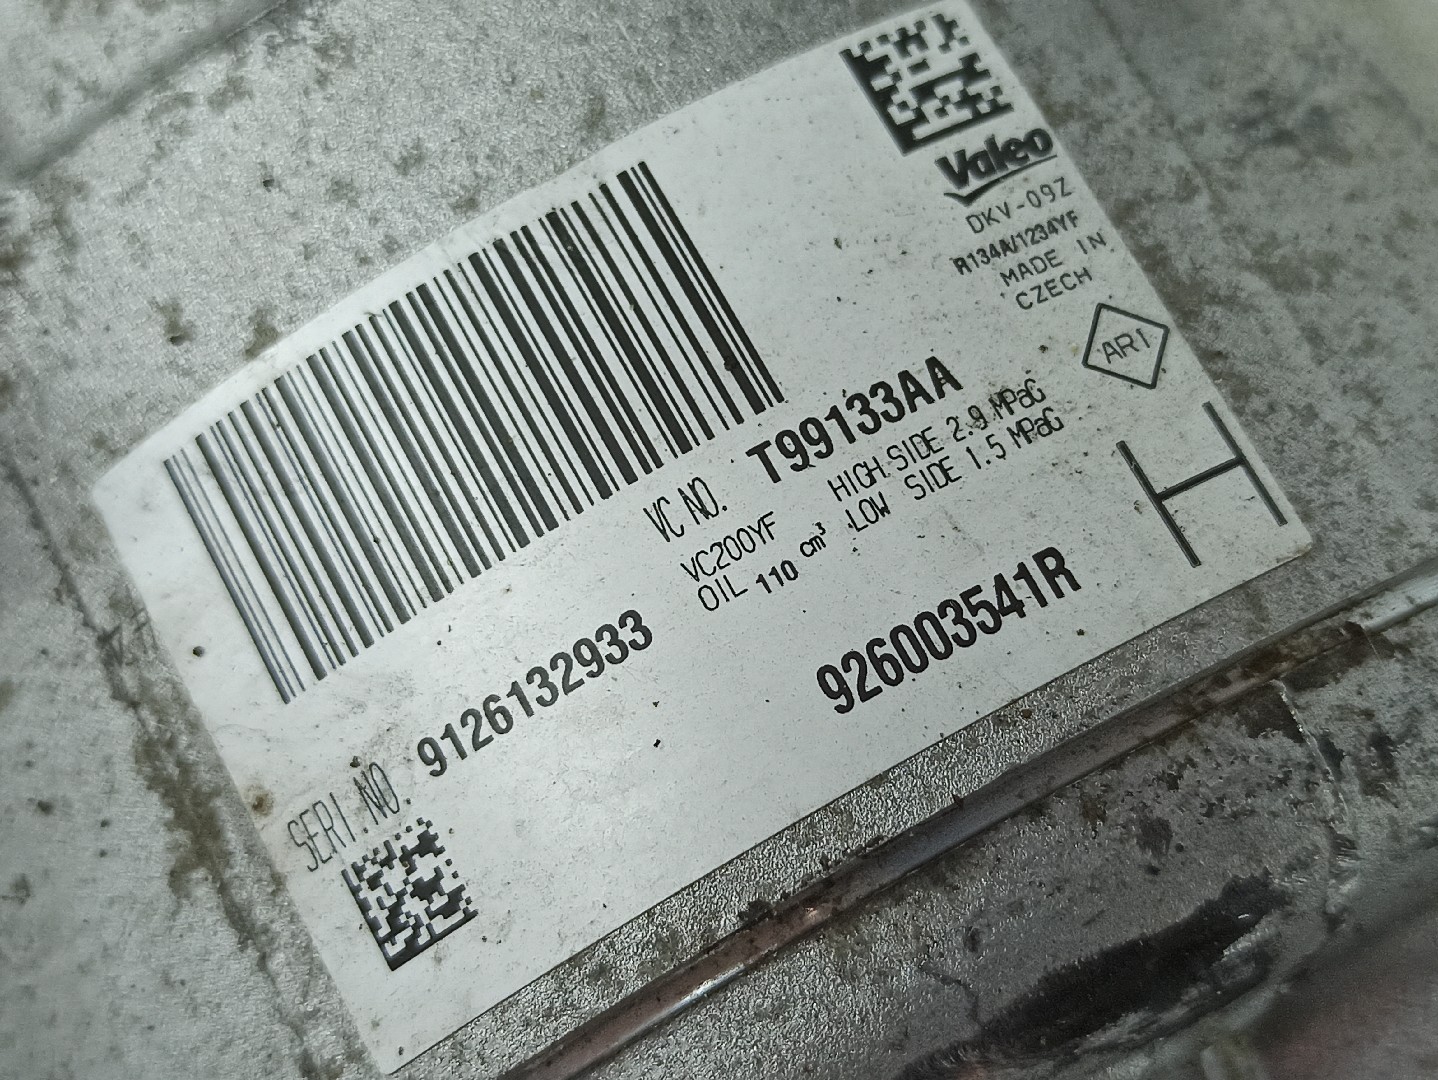 Valeo
DKV-09Z
R134A/1234YF
MADE IN
CZECH
ARI
VC NO. T99133AA
VC200YF HIGH SIDE 2.9 MPaG
OIL 110 cm³ LOW SIDE 1.5 MPaG
H
SERI.NO. 9126132933
926003541R